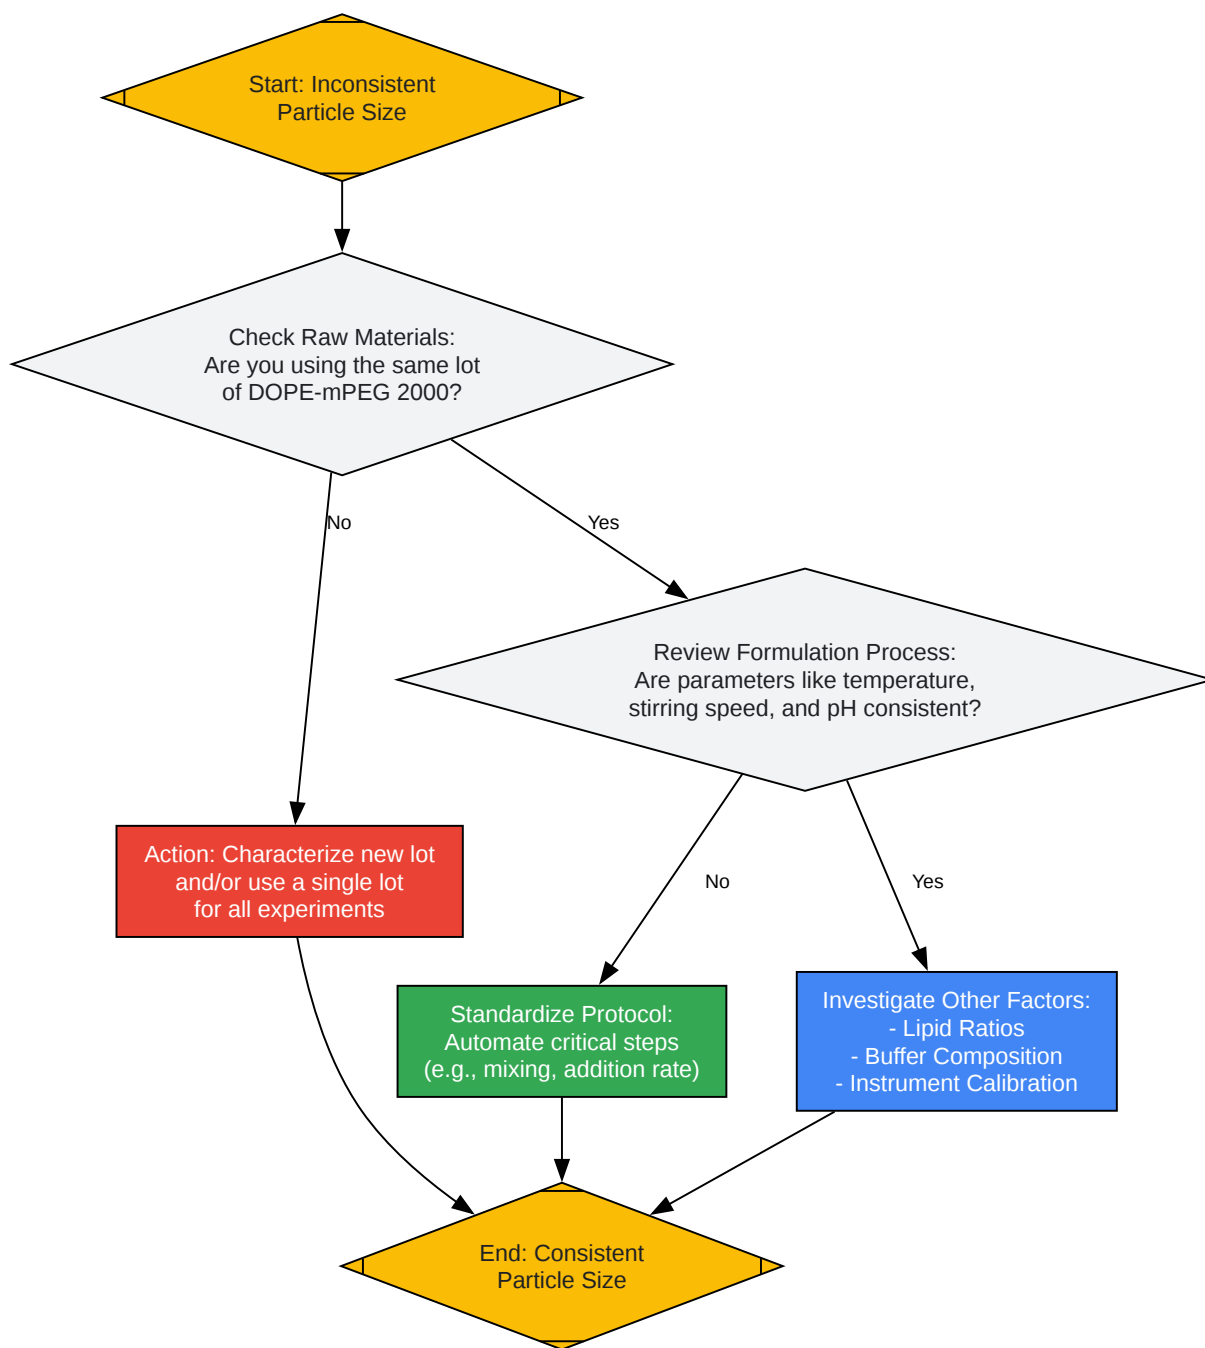 Start: Inconsistent
Particle Size
Check Raw Materials:
Are you using the same lot
of DOPE-mPEG 2000?
No
Yes
Review Formulation Process:
Are parameters like temperature,
stirring speed, and pH consistent?
Action: Characterize new lot
and/or use a single lot
for all experiments
No
Yes
Standardize Protocol:
Automate critical steps
(e.g., mixing, addition rate)
Investigate Other Factors:
- Lipid Ratios
- Buffer Composition
- Instrument Calibration
End: Consistent
Particle Size